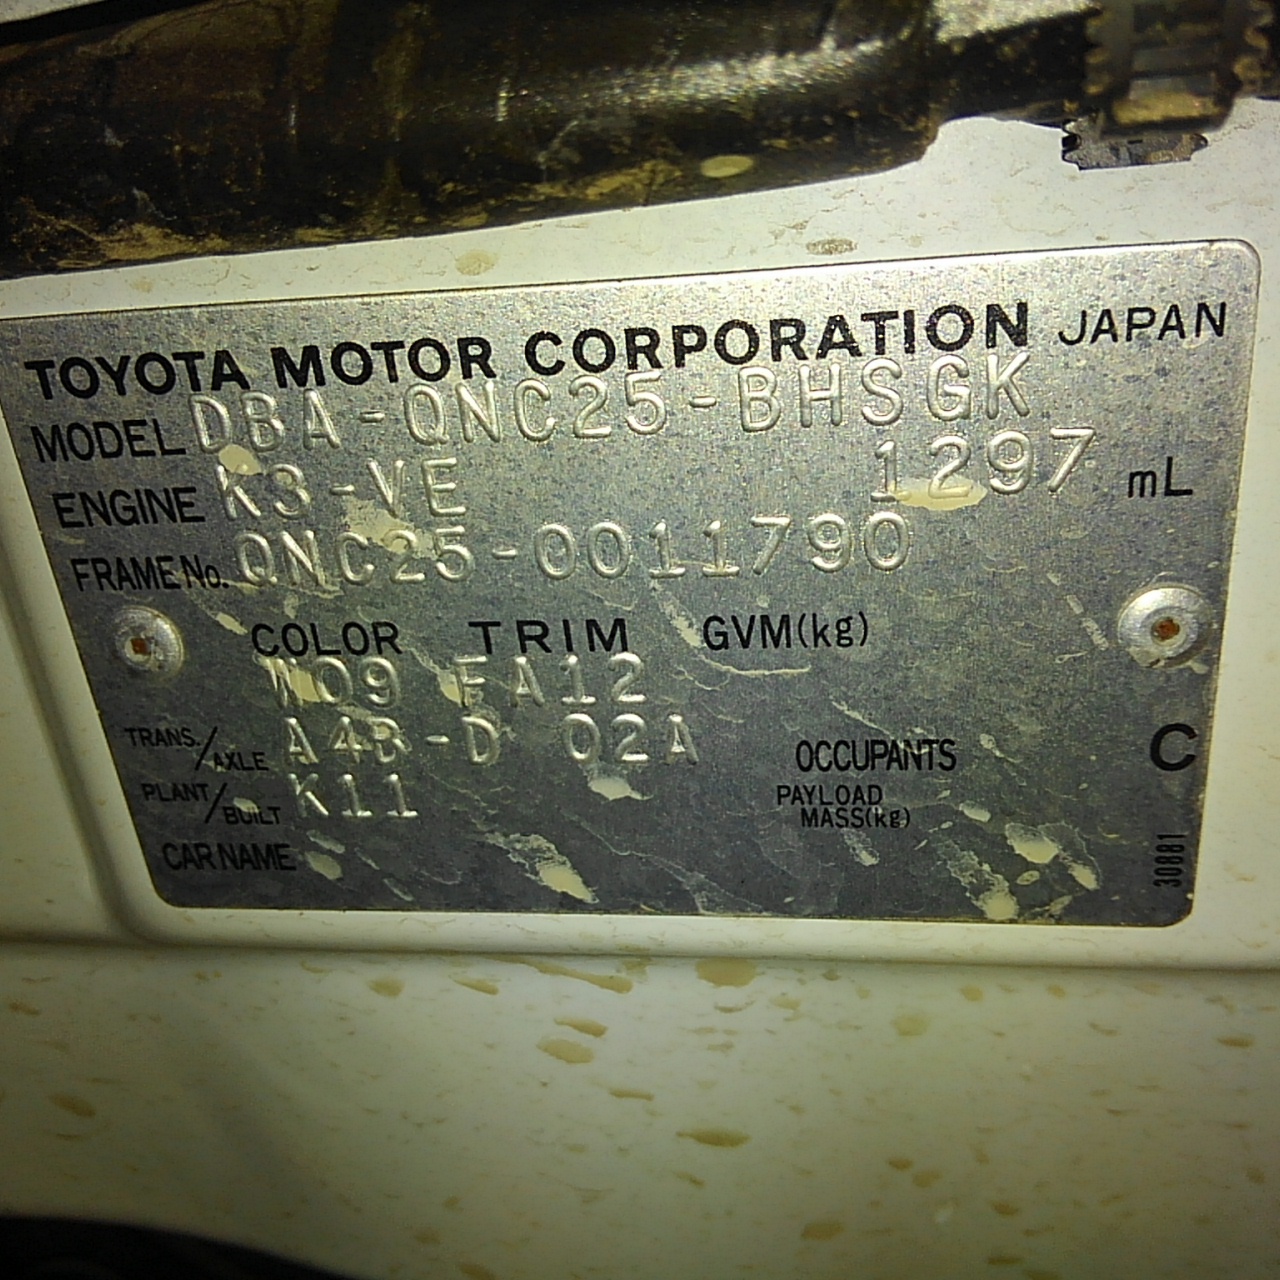 TOYOTA MOTOR CORPORATION JAPAN
MODEL DBA-QNC25-BHSGK
ENGINE K3-VE 1297 mL
FRAME No. QNC25-0011790
COLOR TRIM GVM(kg)
W09 FA12
TRANS./AXLE A4B-D 02A
OCCUPANTS C
PLANT/BUILT K11
PAYLOAD
MASS(kg)
CAR NAME
30881